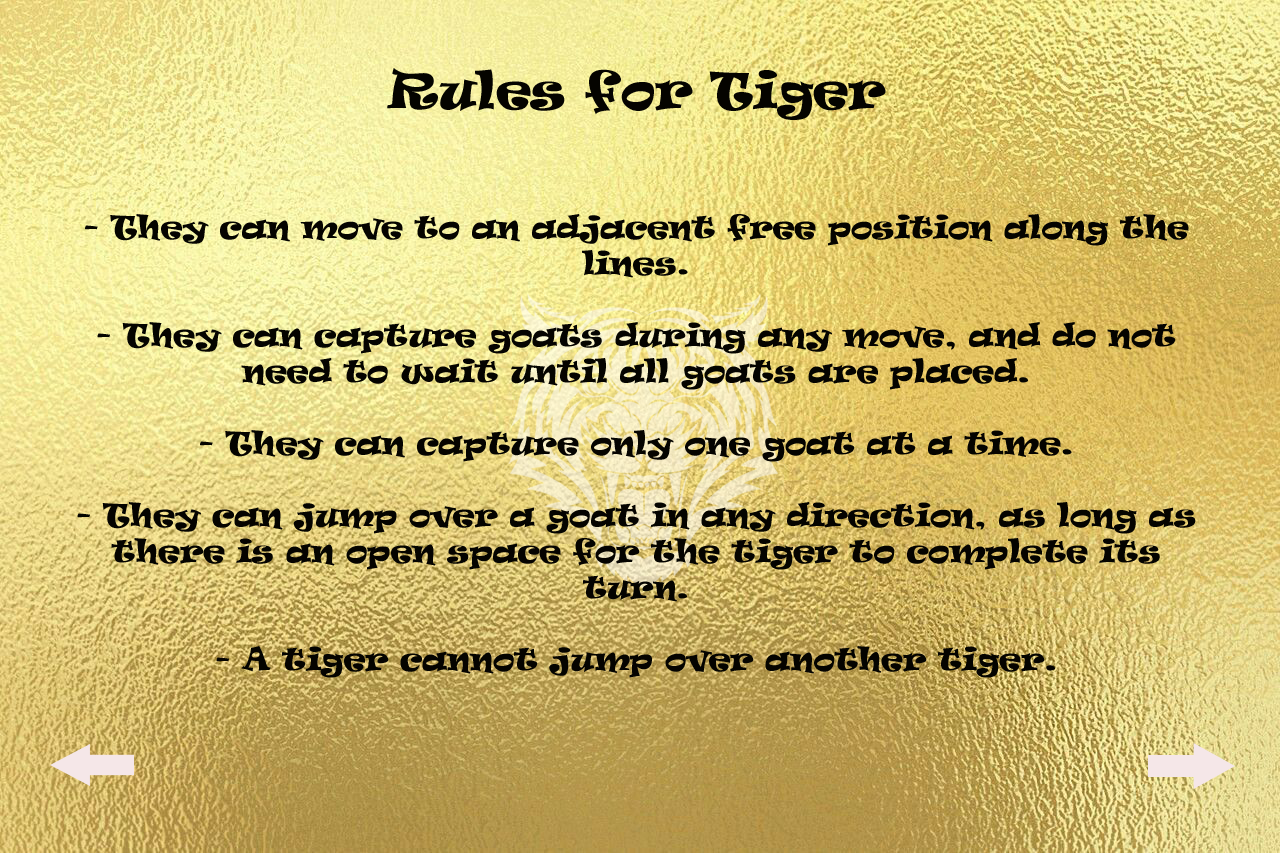 Rules for Tiger
- They can move to an adjacent free position along the
lines.
- They can capture goats during any move, and do not
need to wait until all goats are placed.
- They can capture only one goat at a time.
- They can jump over a goat in any direction, as long as
there is an open space for the tiger to complete its
turn.
- A tiger cannot jump over another tiger.